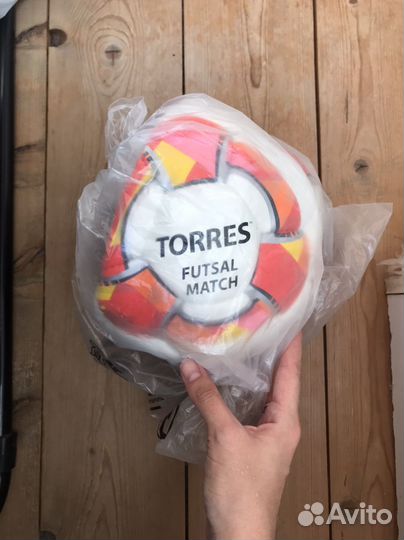 TORRES
FUTSAL
MATCH
Avito